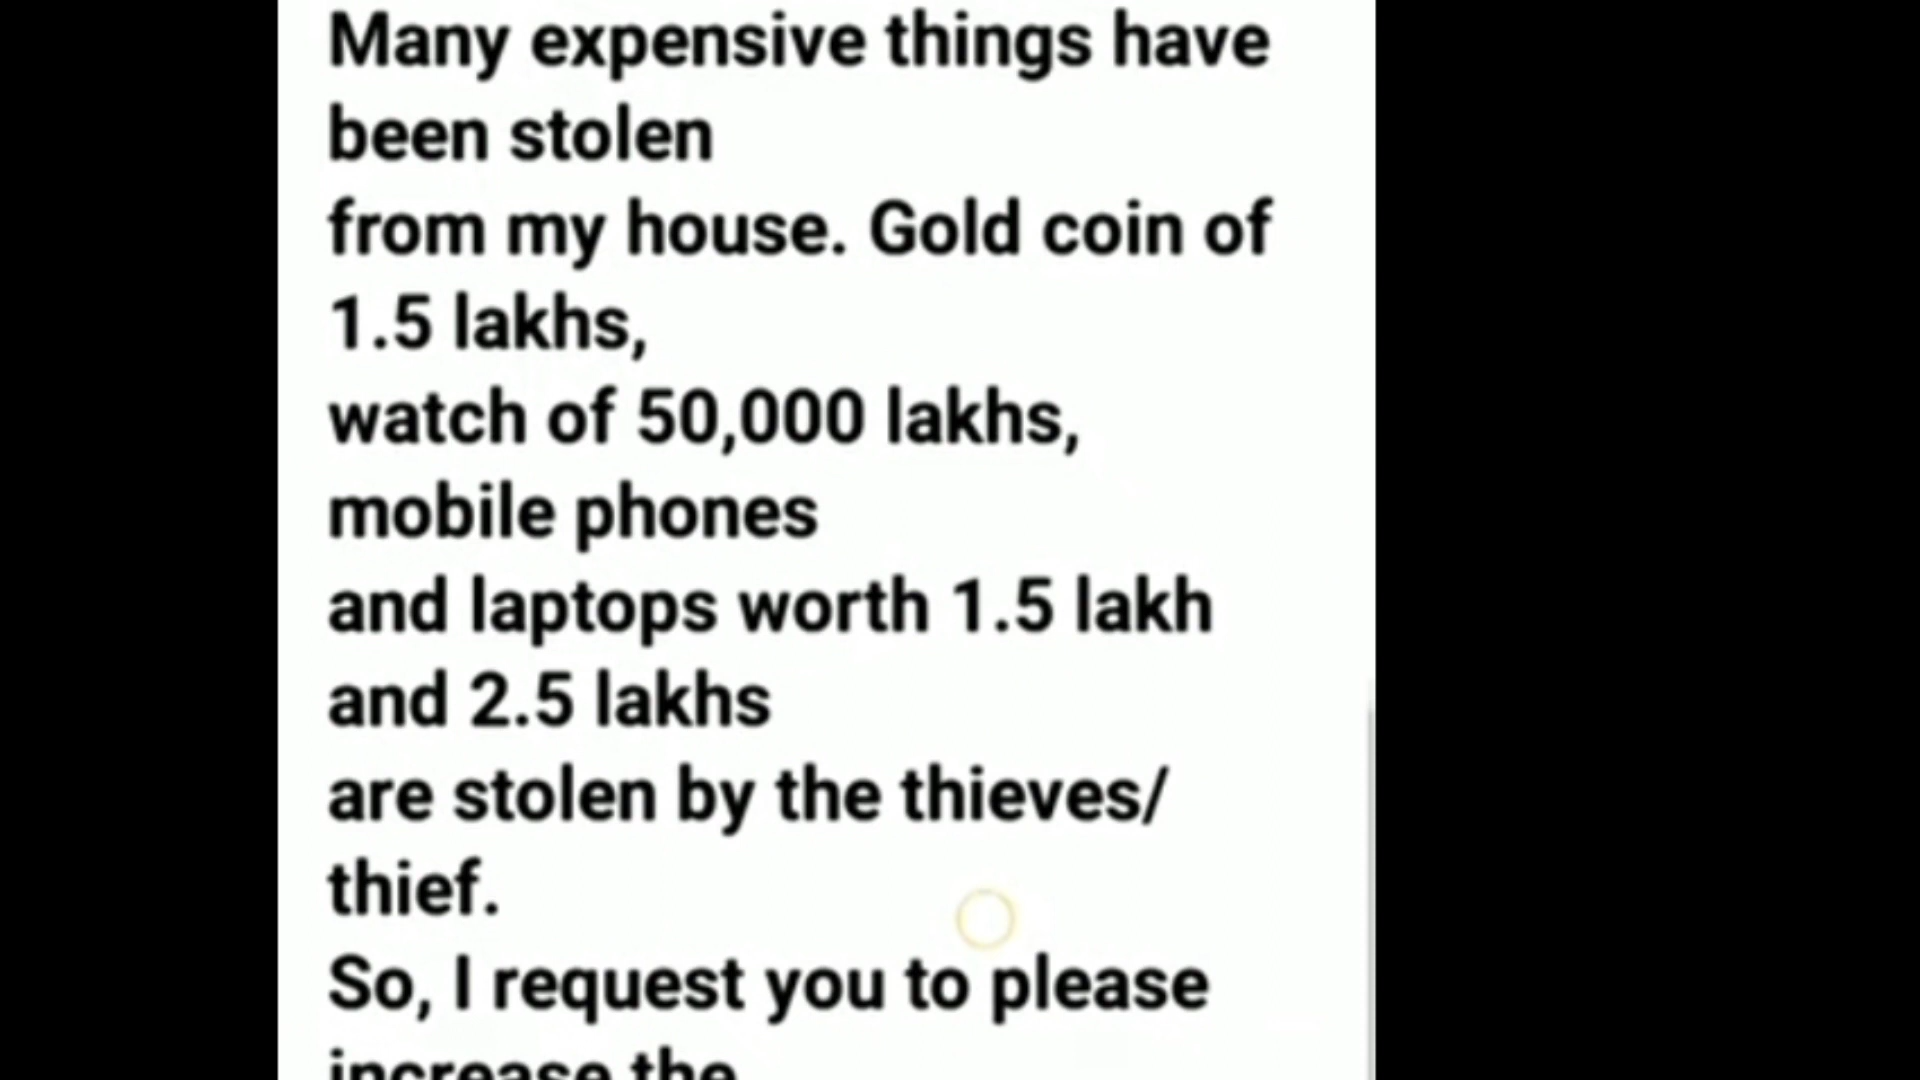 Many expensive things have
been stolen
from my house. Gold coin of
1.5 lakhs,
watch of 50,000 lakhs,
mobile phones
and laptops worth 1.5 lakh
and 2.5 lakhs
are stolen by the thieves/
thief.
So, I request you to please
increase the